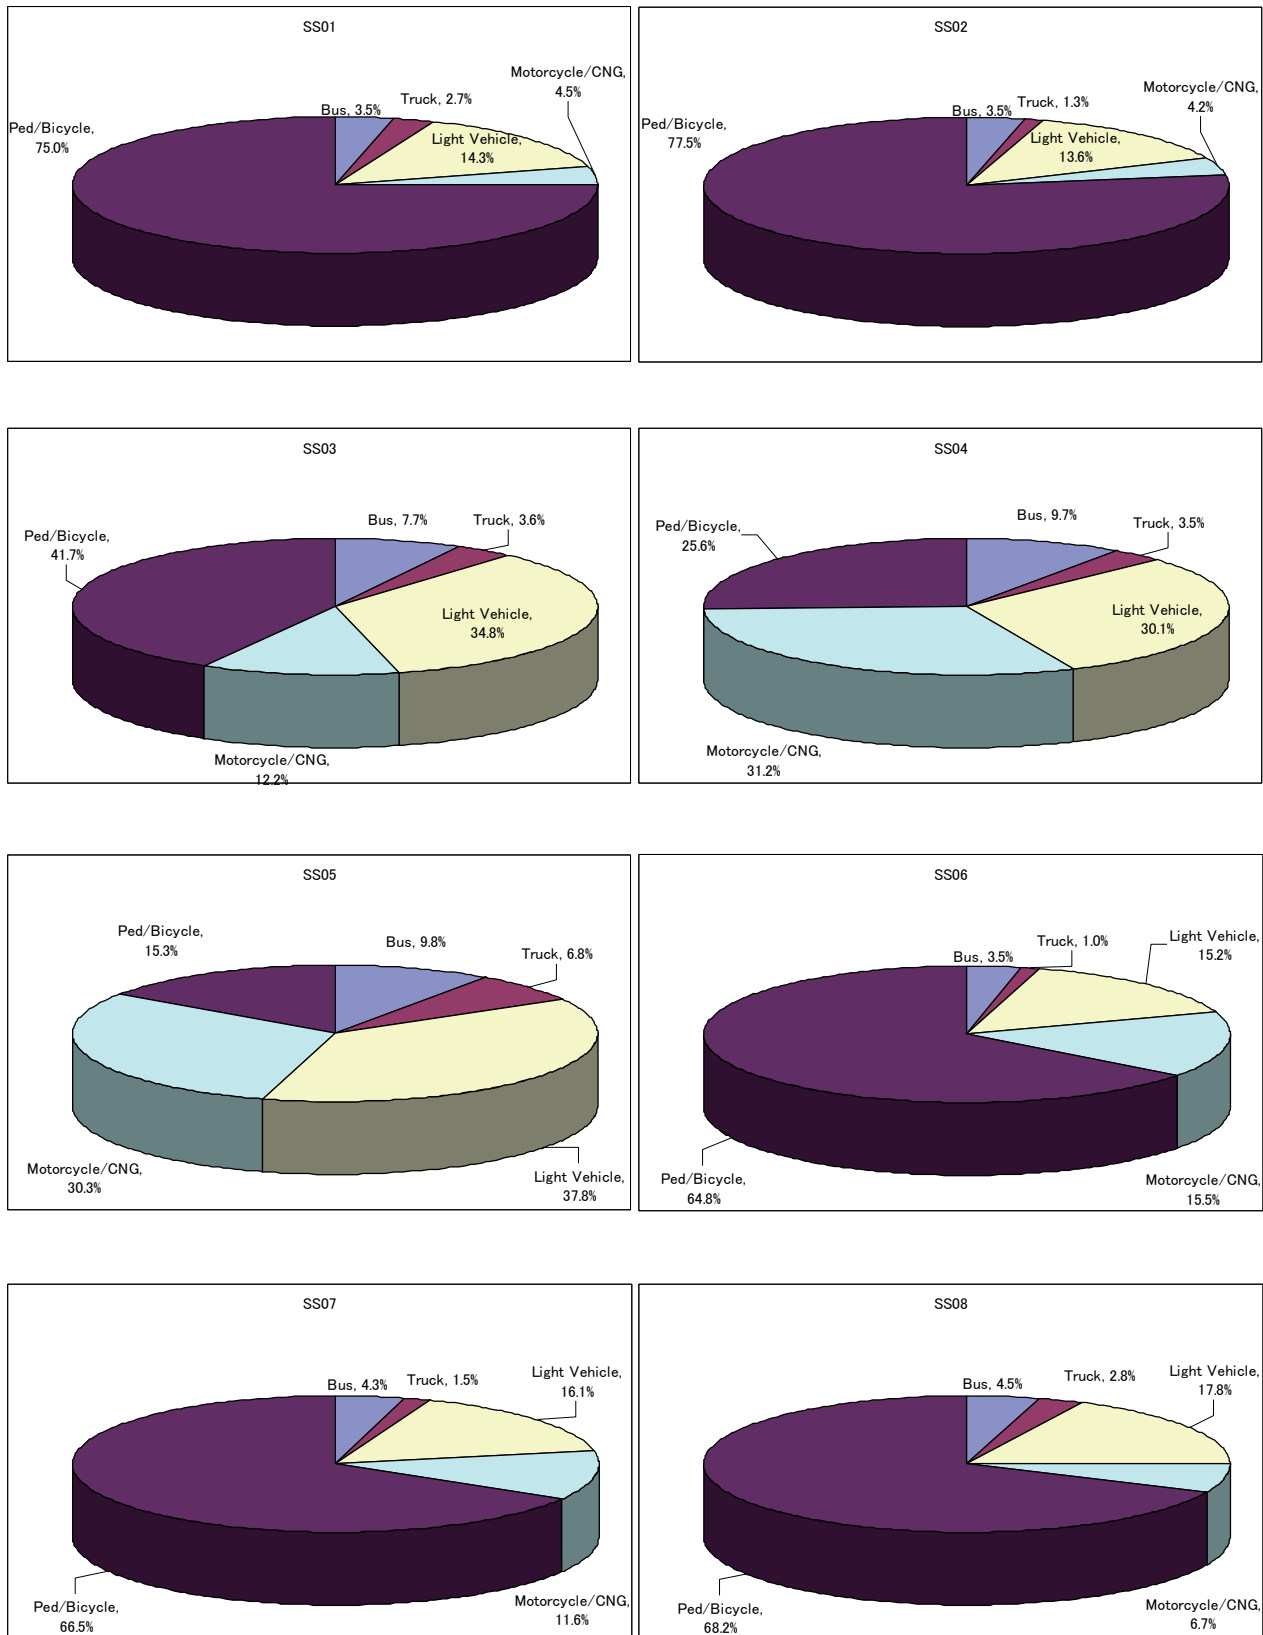 SS01
Motorcycle/CNG,
4.5%
Truck, 2.7%
Bus, 3.5%
Ped/Bicycle,
75.0%
Light Vehicle,
14.3%
SS02
Motorcycle/CNG,
4.2%
Truck, 1.3%
Bus, 3.5%
Ped/Bicycle,
77.5%
Light Vehicle,
13.6%
SS03
Bus, 7.7%
Truck, 3.6%
Ped/Bicycle,
41.7%
Light Vehicle,
34.8%
Motorcycle/CNG,
12.2%
SS04
Bus, 9.7%
Truck, 3.5%
Ped/Bicycle,
25.6%
Light Vehicle,
30.1%
Motorcycle/CNG,
31.2%
SS05
Ped/Bicycle,
15.3%
Bus, 9.8%
Truck, 6.8%
Motorcycle/CNG,
30.3%
Light Vehicle,
37.8%
SS06
Light Vehicle,
15.2%
Truck, 1.0%
Bus, 3.5%
Ped/Bicycle,
64.8%
Motorcycle/CNG,
15.5%
SS07
Light Vehicle,
16.1%
Truck, 1.5%
Bus, 4.3%
Motorcycle/CNG,
11.6%
Ped/Bicycle,
66.5%
SS08
Light Vehicle,
17.8%
Truck, 2.8%
Bus, 4.5%
Motorcycle/CNG,
6.7%
Ped/Bicycle,
68.2%